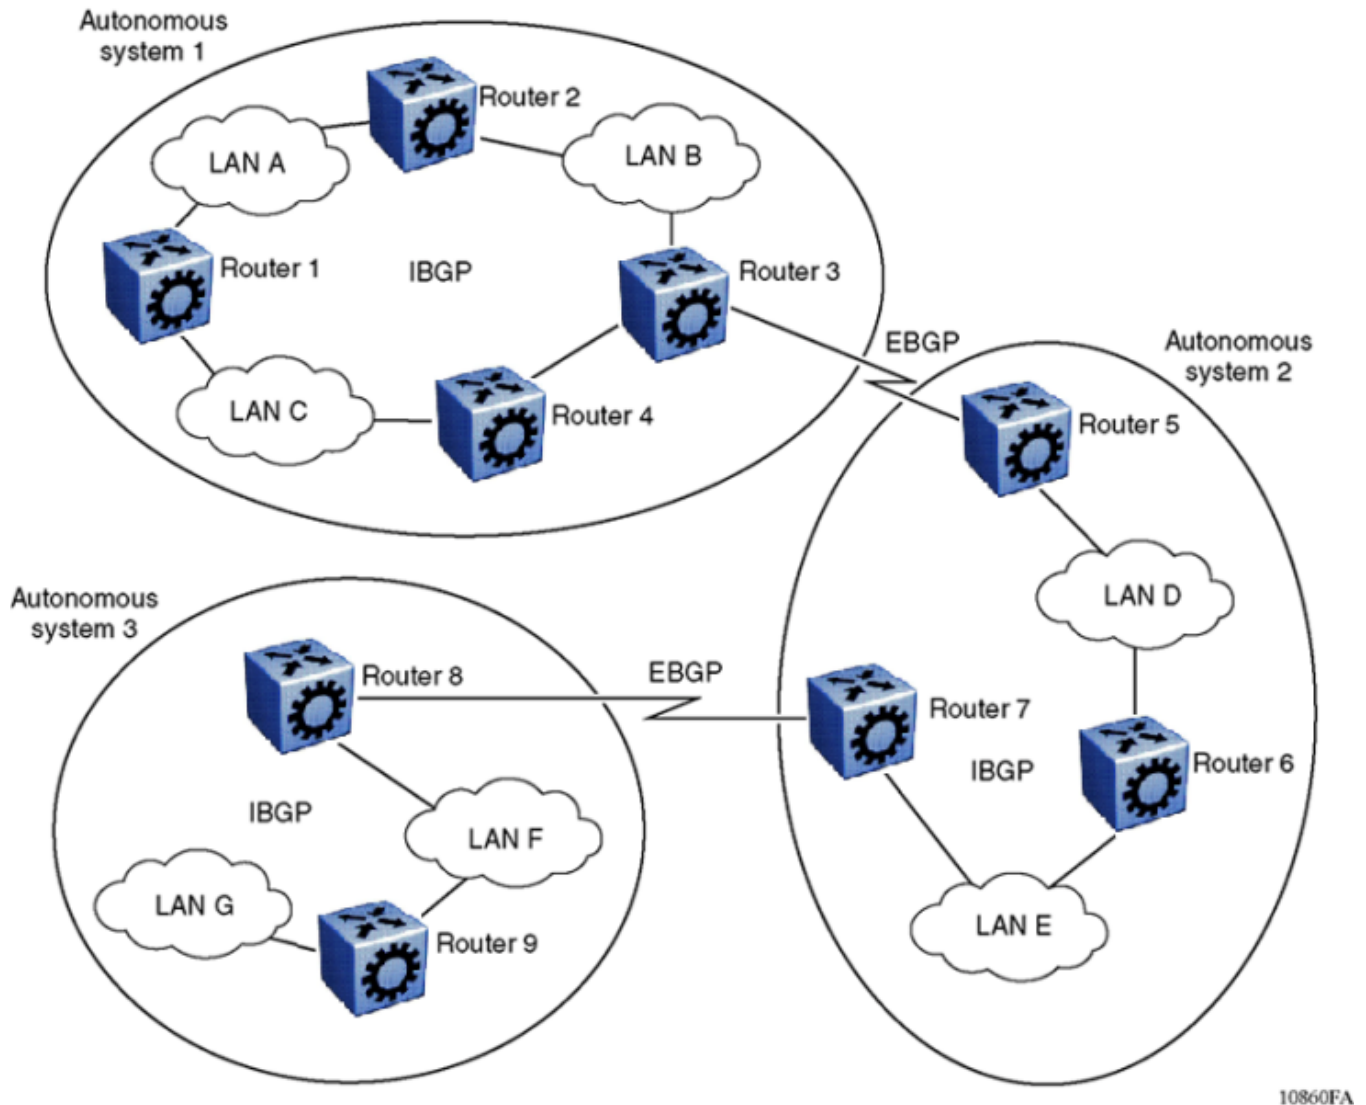 Autonomous
system 1
Router 2
LAN A
LAN B
Router 1
IBGP
Router 3
EBGP
Autonomous
system 2
LAN C
Router 4
Router 5
Autonomous
system 3
LAN D
Router 8
EBGP
Router 7
IBGP
Router 6
IBGP
LAN F
LAN G
Router 9
LAN E
10860FA